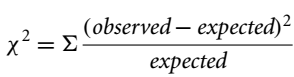 χ² = Σ (observed − expected)² / expected